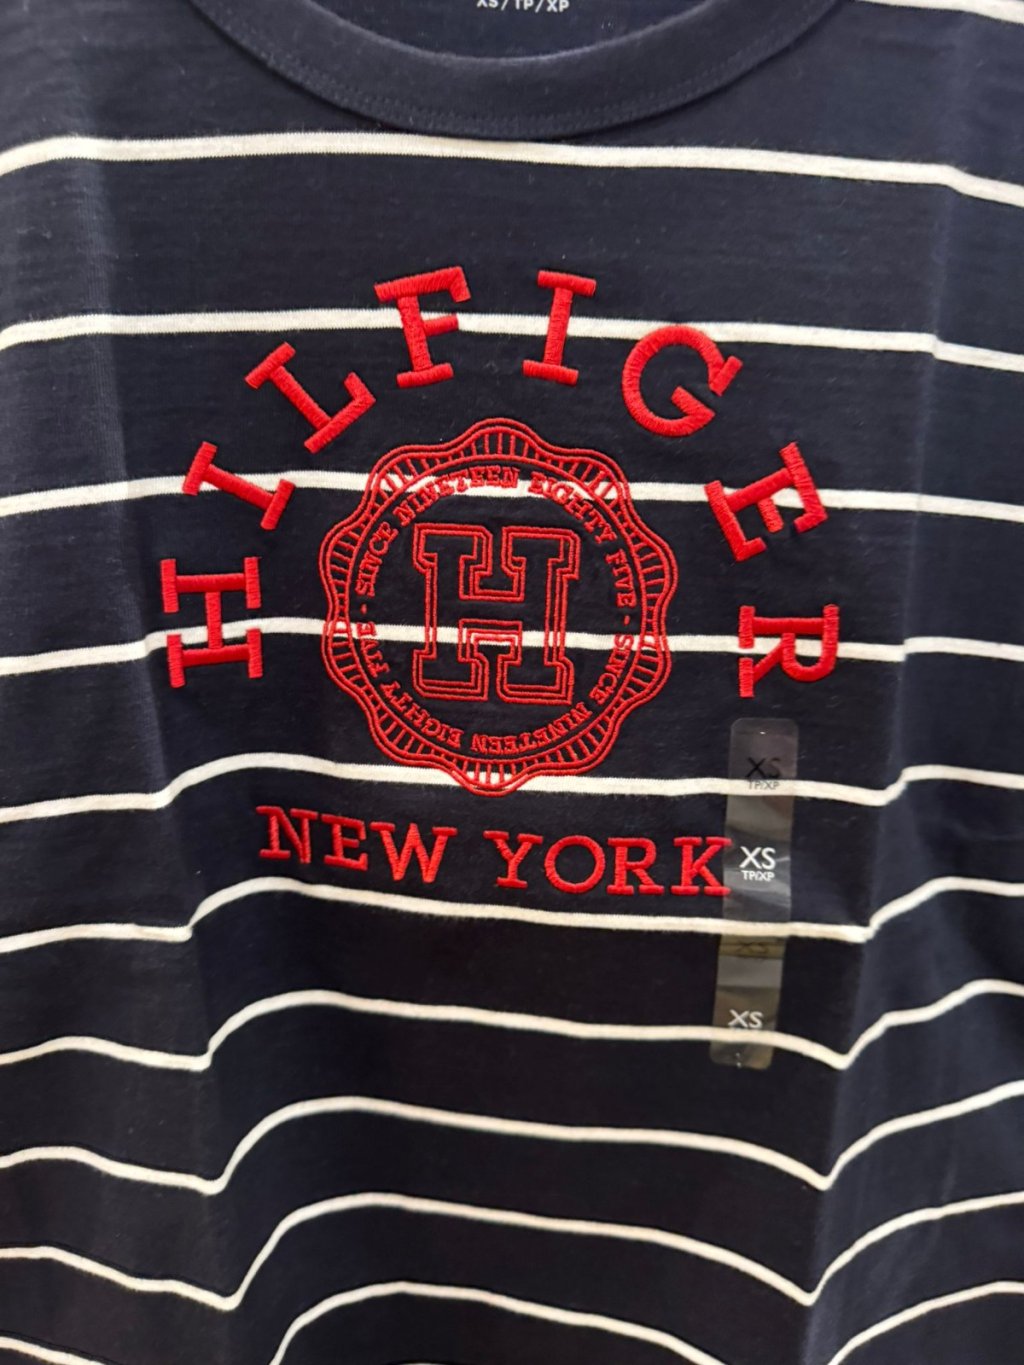 XS/TP/XP
HILFIGER
SINCE NINETEEN EIGHTY FIVE - SINCE NINETEEN EIGHTY FIVE -
H
NEW YORK
XS
TP/XP
XS
TP/XP
XS
XS